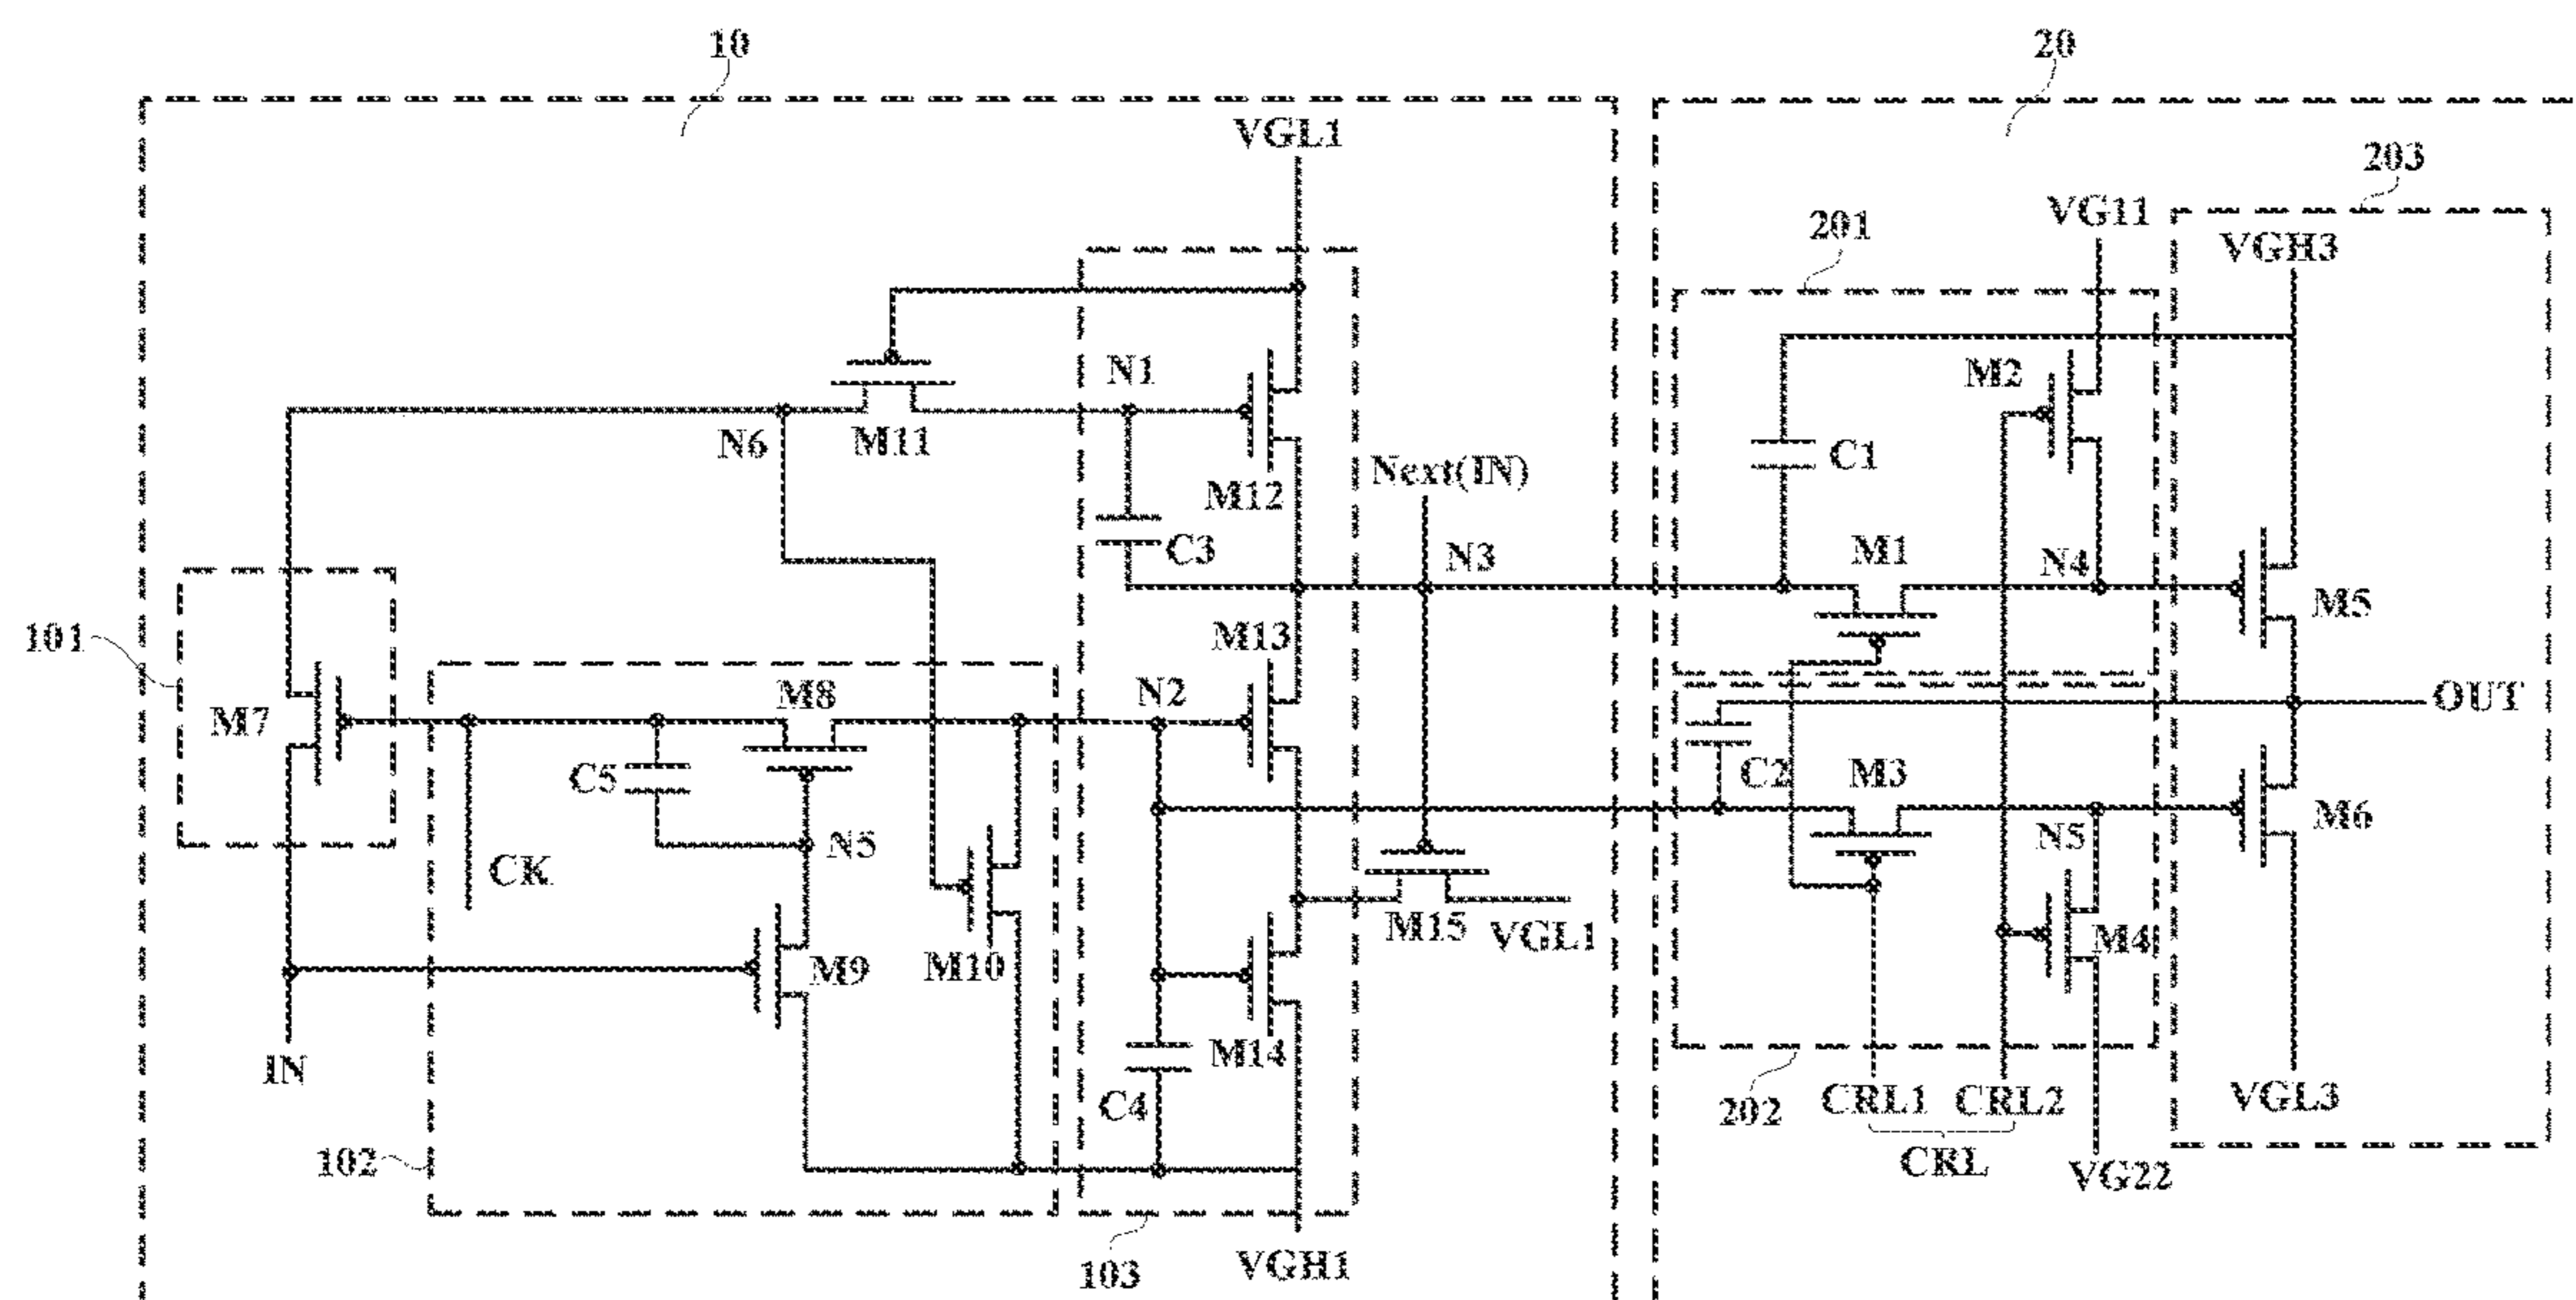 10
20
VGL1
203
VG11
201
VGH3
N1
M2
N6
M11
C1
Next(IN)
M12
C3
N3
M1
N4
M5
101
M13
M7
M8
N2
OUT
C5
C2
M3
M6
N5
N5
CK
M9
M10
M15
VGL1
M4
IN
M14
C4
202
CRL1
CRL2
VGL3
102
CRL
VG22
103
VGH1